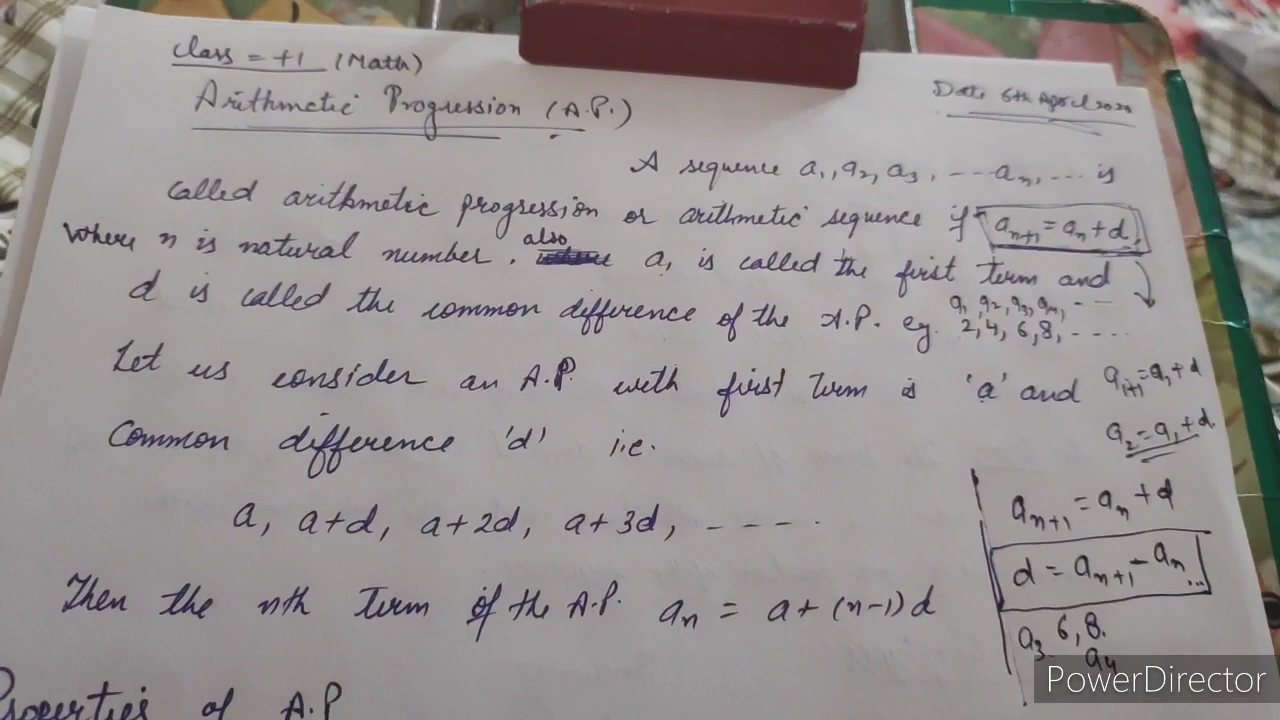 Class = +1 (Math)
Arithmetic Progression (A.P.)
Date 6th April 2020
A sequence a₁, a₂, a₃, ---aₙ, ---- is
called arithmetic progression or arithmetic sequence if aₙ₊₁ = aₙ + d,
where n is natural number. also a₁ is called the first term and
d is called the common difference of the A.P. eg. 2, 4, 6, 8, - - - -
a₁, a₂, a₃, a₄, - - -
Let us consider an A.P. with first term is 'a' and
a₁₊₁ = a₁ + d
Common difference 'd' i.e.
a₂ = a₁ + d.
a, a+d, a+2d, a+3d, - - - - .
aₙ₊₁ = aₙ + d
d = aₙ₊₁ - aₙ ...
Then the nth term of the A.P. aₙ = a + (n-1)d
a₃ 6, 8.
a₄
Properties of A.P
PowerDirector